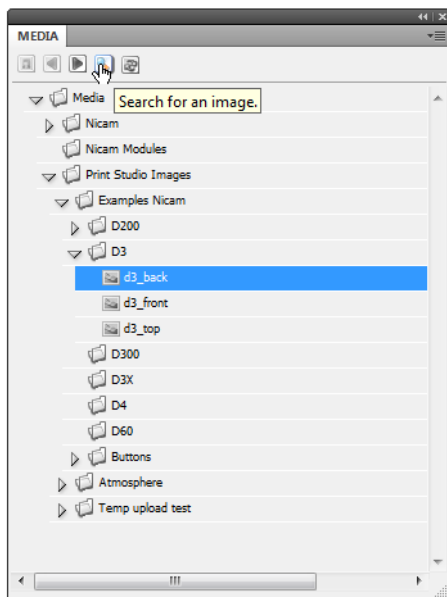 MEDIA
Media
Search for an image.
Nicam
Nicam Modules
Print Studio Images
Examples Nicam
D200
D3
d3_back
d3_front
d3_top
D300
D3X
D4
D60
Buttons
Atmosphere
Temp upload test